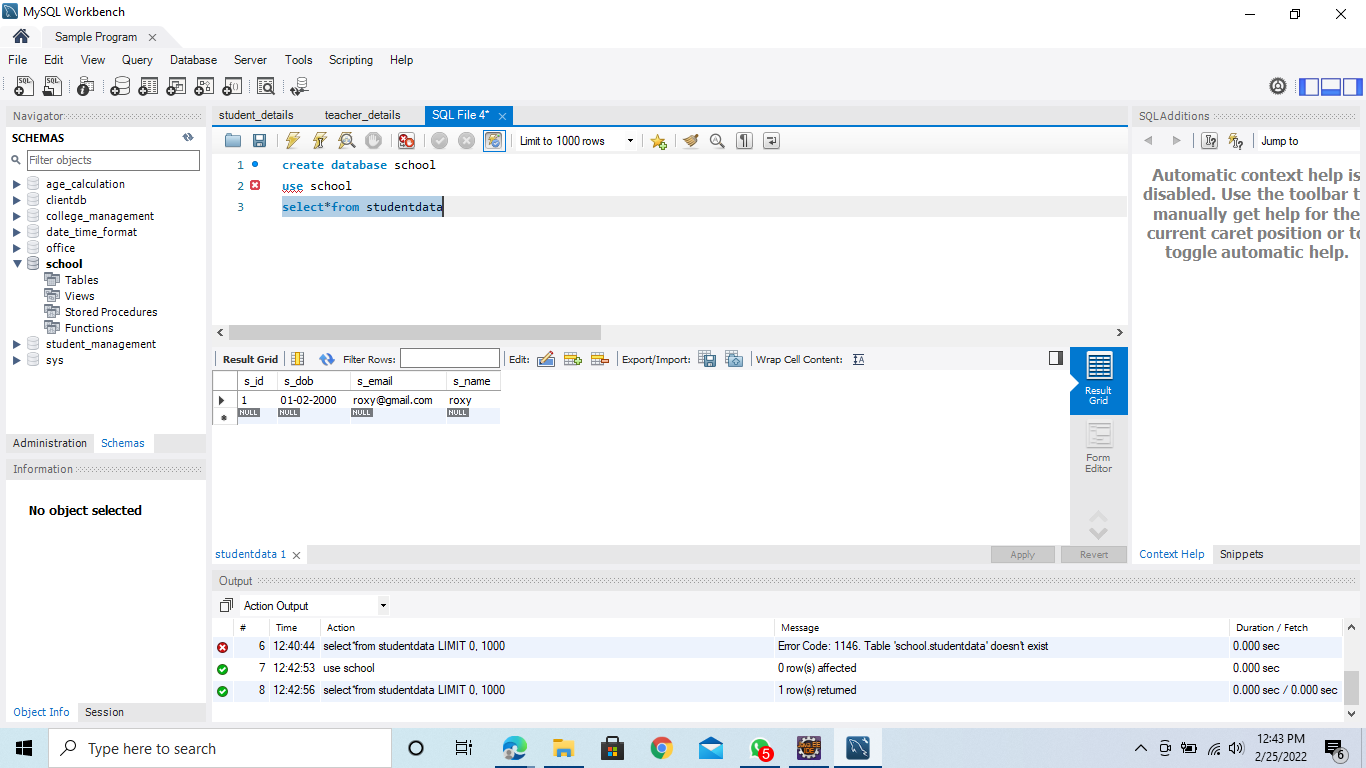 MySQL Workbench
Sample Program
File Edit View Query Database Server Tools Scripting Help
Navigator
SCHEMAS
Filter objects
age_calculation
clientdb
college_management
date_time_format
office
school
Tables
Views
Stored Procedures
Functions
student_management
sys
Administration Schemas
Information
No object selected
Object Info Session
student_details teacher_details SQL File 4*
Limit to 1000 rows
1 create database school
2 use school
3 select*from studentdata
Result Grid Filter Rows: Edit: Export/Import: Wrap Cell Content:
s_id s_dob s_email s_name
1 01-02-2000 roxy@gmail.com roxy
NULL NULL NULL NULL
Result Grid
Form Editor
studentdata 1
Apply Revert
SQLAdditions
Jump to
Automatic context help is
disabled. Use the toolbar t
manually get help for the
current caret position or to
toggle automatic help.
Context Help Snippets
Output
Action Output
# Time Action Message Duration / Fetch
6 12:40:44 select*from studentdata LIMIT 0, 1000 Error Code: 1146. Table 'school.studentdata' doesn't exist 0.000 sec
7 12:42:53 use school 0 row(s) affected 0.000 sec
8 12:42:56 select*from studentdata LIMIT 0, 1000 1 row(s) returned 0.000 sec / 0.000 sec
Type here to search
5
12:43 PM
2/25/2022
6